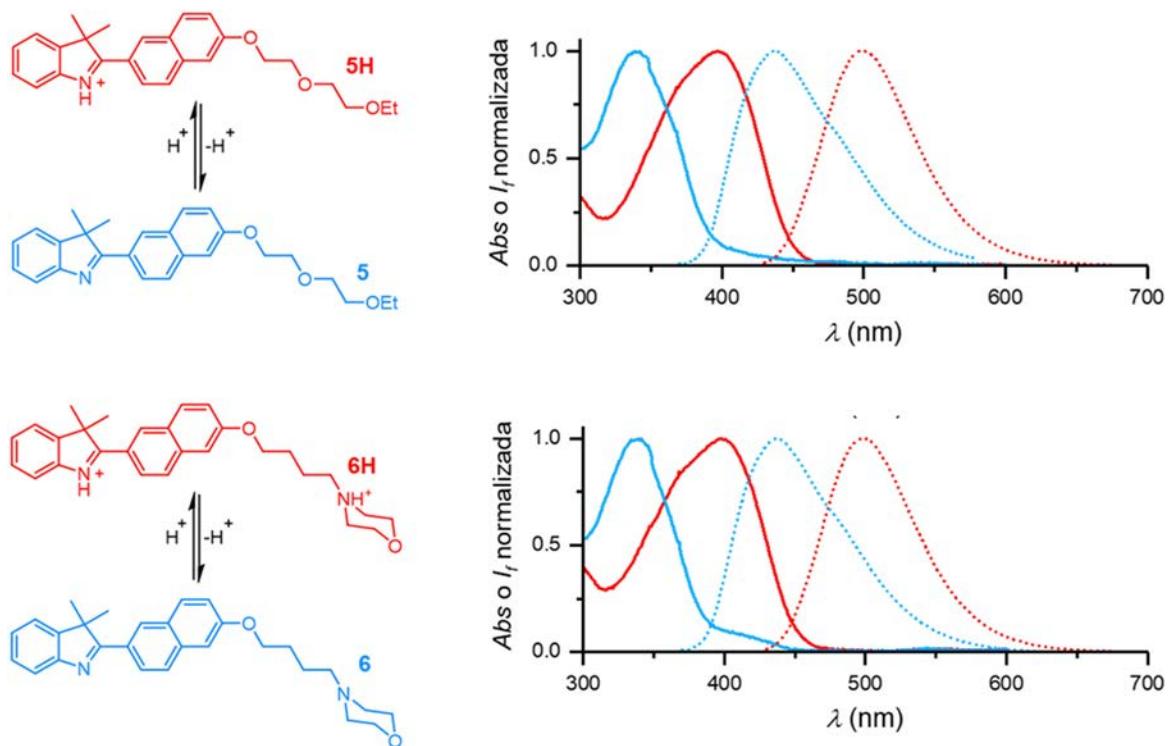 5H
N
H
+
O
O
OEt
H+ -H+
5
N
O
O
OEt
Abs o If normalizada
1.0
0.5
0.0
300 400 500 600 700
λ (nm)
6H
N
H
+
O
NH+
O
H+ -H+
6
N
O
N
O
Abs o If normalizada
1.0
0.5
0.0
300 400 500 600 700
λ (nm)